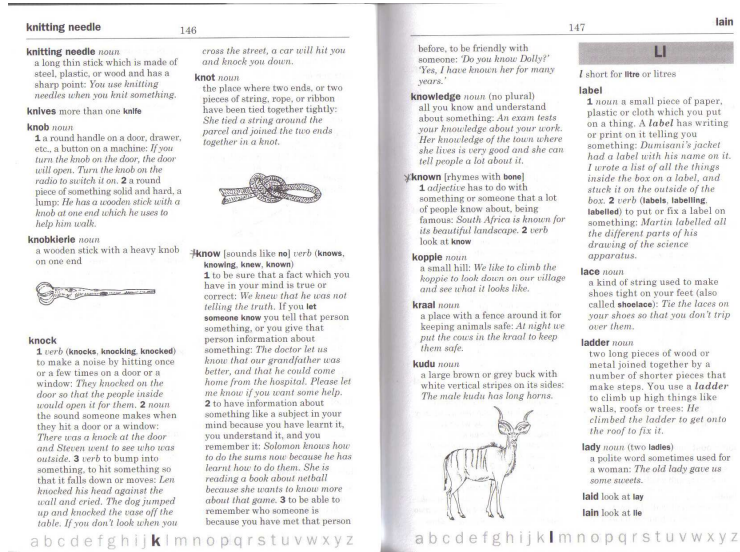 knitting needle
146
knitting needle noun
a long thin stick which is made of
steel, plastic, or wood and has a
sharp point: You use knitting
needles when you knit something.
knives more than one knife
knob noun
1 a round handle on a door, drawer,
etc., a button on a machine: If you
turn the knob on the door, the door
will open. Turn the knob on the
radio to switch it on. 2 a round
piece of something solid and hard, a
lump: He has a wooden stick with a
knob at one end which he uses to
help him walk.
knobkierie noun
a wooden stick with a heavy knob
on one end
knock
1 verb (knocks, knocking, knocked)
to make a noise by hitting once
or a few times on a door or a
window: They knocked on the
door so that the people inside
would open it for them. 2 noun
the sound someone makes when
they hit a door or a window:
There was a knock at the door
and Steven went to see who was
outside. 3 verb to bump into
something, to hit something so
that it falls down or moves: Len
knocked his head against the
wall and cried. The dog jumped
up and knocked the vase off the
table. If you don't look when you
cross the street, a car will hit you
and knock you down.
knot noun
the place where two ends, or two
pieces of string, rope, or ribbon
have been tied together tightly:
She tied a string around the
parcel and joined the two ends
together in a knot.
know [sounds like no] verb (knows,
knowing, knew, known)
1 to be sure that a fact which you
have in your mind is true or
correct: We knew that he was not
telling the truth. If you let
someone know you tell that person
something, or you give that
person information about
something: The doctor let us
know that our grandfather was
better, and that he could come
home from the hospital. Please let
me know if you want some help.
2 to have information about
something like a subject in your
mind because you have learnt it,
you understand it, and you
remember it: Solomon knows how
to do the sums now because he has
learnt how to do them. She is
reading a book about netball
because she wants to know more
about that game. 3 to be able to
remember who someone is
because you have met that person
a b c d e f g h i j k l m n o p q r s t u v w x y z
147
lain
before, to be friendly with
someone: 'Do you know Dolly?'
'Yes, I have known her for many
years.'
knowledge noun (no plural)
all you know and understand
about something: An exam tests
your knowledge about your work.
Her knowledge of the town where
she lives is very good and she can
tell people a lot about it.
known [rhymes with bone]
1 adjective has to do with
something or someone that a lot
of people know about, being
famous: South Africa is known for
its beautiful landscape. 2 verb
look at know
koppie noun
a small hill: We like to climb the
koppie to look down on our village
and see what it looks like.
kraal noun
a place with a fence around it for
keeping animals safe: At night we
put the cows in the kraal to keep
them safe.
kudu noun
a large brown or grey buck with
white vertical stripes on its sides:
The male kudu has long horns.
Ll
l short for litre or litres
label
1 noun a small piece of paper,
plastic or cloth which you put
on a thing. A label has writing
or print on it telling you
something: Dumisani's jacket
had a label with his name on it.
I wrote a list of all the things
inside the box on a label, and
stuck it on the outside of the
box. 2 verb (labels, labelling,
labelled) to put or fix a label on
something: Martin labelled all
the different parts of his
drawing of the science
apparatus.
lace noun
a kind of string used to make
shoes tight on your feet (also
called shoelace): Tie the laces on
your shoes so that you don't trip
over them.
ladder noun
two long pieces of wood or
metal joined together by a
number of shorter pieces that
make steps. You use a ladder
to climb up high things like
walls, roofs or trees: He
climbed the ladder to get onto
the roof to fix it.
lady noun (two ladies)
a polite word sometimes used for
a woman: The old lady gave us
some sweets.
laid look at lay
lain look at lie
a b c d e f g h i j k l m n o p q r s t u v w x y z